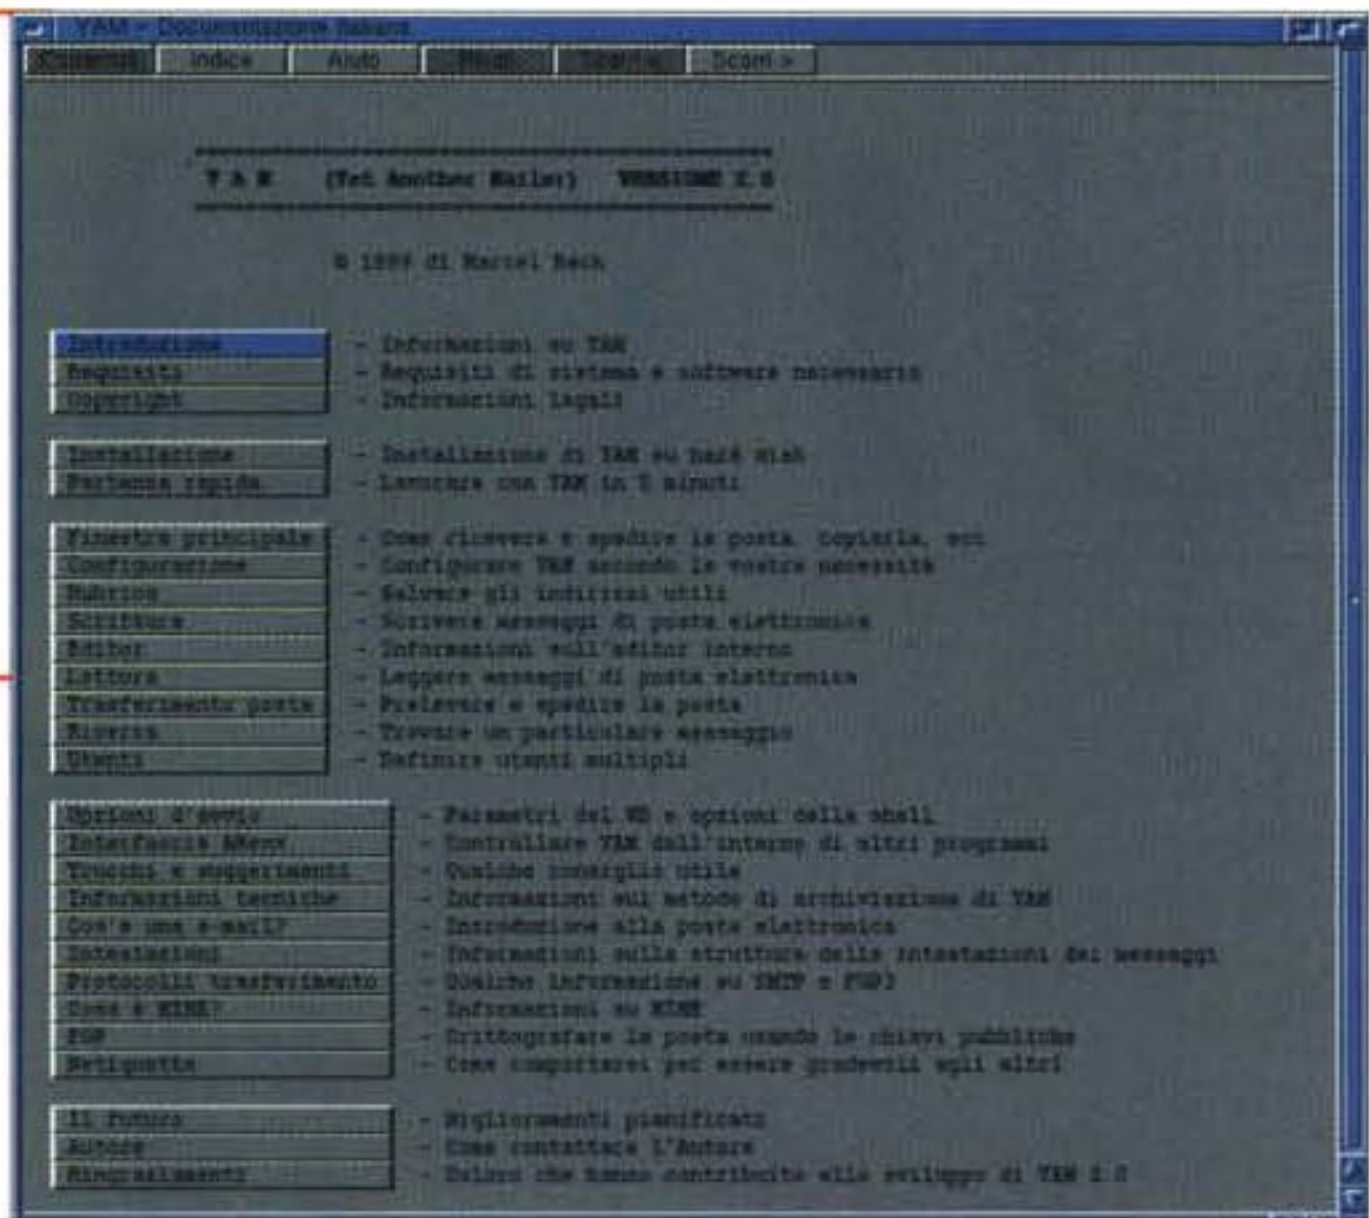 YAM - Documentazione Italiana
Contenuti Indice Aiuto Sfogli < Scorri >
Y A M (Yet Another Mailer) VERSIONE 2.0
© 1999 di Marcel Beck
Introduzione - Informazioni su YAM
Requisiti - Requisiti di sistema e software necessario
Copyright - Informazioni legali
Installazione - Installazione di YAM su hard disk
Partenza rapida - Lavorare con YAM in 5 minuti
Finestra principale - Come ricevere e spedire la posta, copiarla, ecc
Configurazione - Configurare YAM secondo le vostre necessità
Rubrica - Salvare gli indirizzi utili
Scrittura - Scrivere messaggi di posta elettronica
Editor - Informazioni sull'editor interno
Lettura - Leggere messaggi di posta elettronica
Trasferimento posta - Prelevare e spedire la posta
Ricerca - Trovare un particolare messaggio
Utenti - Definire utenti multipli
Opzioni d'avvio - Parametri del WB e opzioni della shell
Interfaccia ARexx - Controllare YAM dall'interno di altri programmi
Trucchi e suggerimenti - Qualche consiglio utile
Informazioni tecniche - Informazioni sul metodo di archiviazione di YAM
Cos'è una e-mail? - Introduzione alla posta elettronica
Intestazioni - Informazioni sulla struttura delle intestazioni dei messaggi
Protocolli trasferimento - Qualche informazione su SMTP e POP3
Cosa è MIME? - Informazioni su MIME
PGP - Crittografare la posta usando le chiavi pubbliche
Netiquette - Come comportarsi per essere gradevoli agli altri
Il futuro - Miglioramenti pianificati
Autore - Come contattare l'Autore
Ringraziamenti - Coloro che hanno contribuito allo sviluppo di YAM 2.0